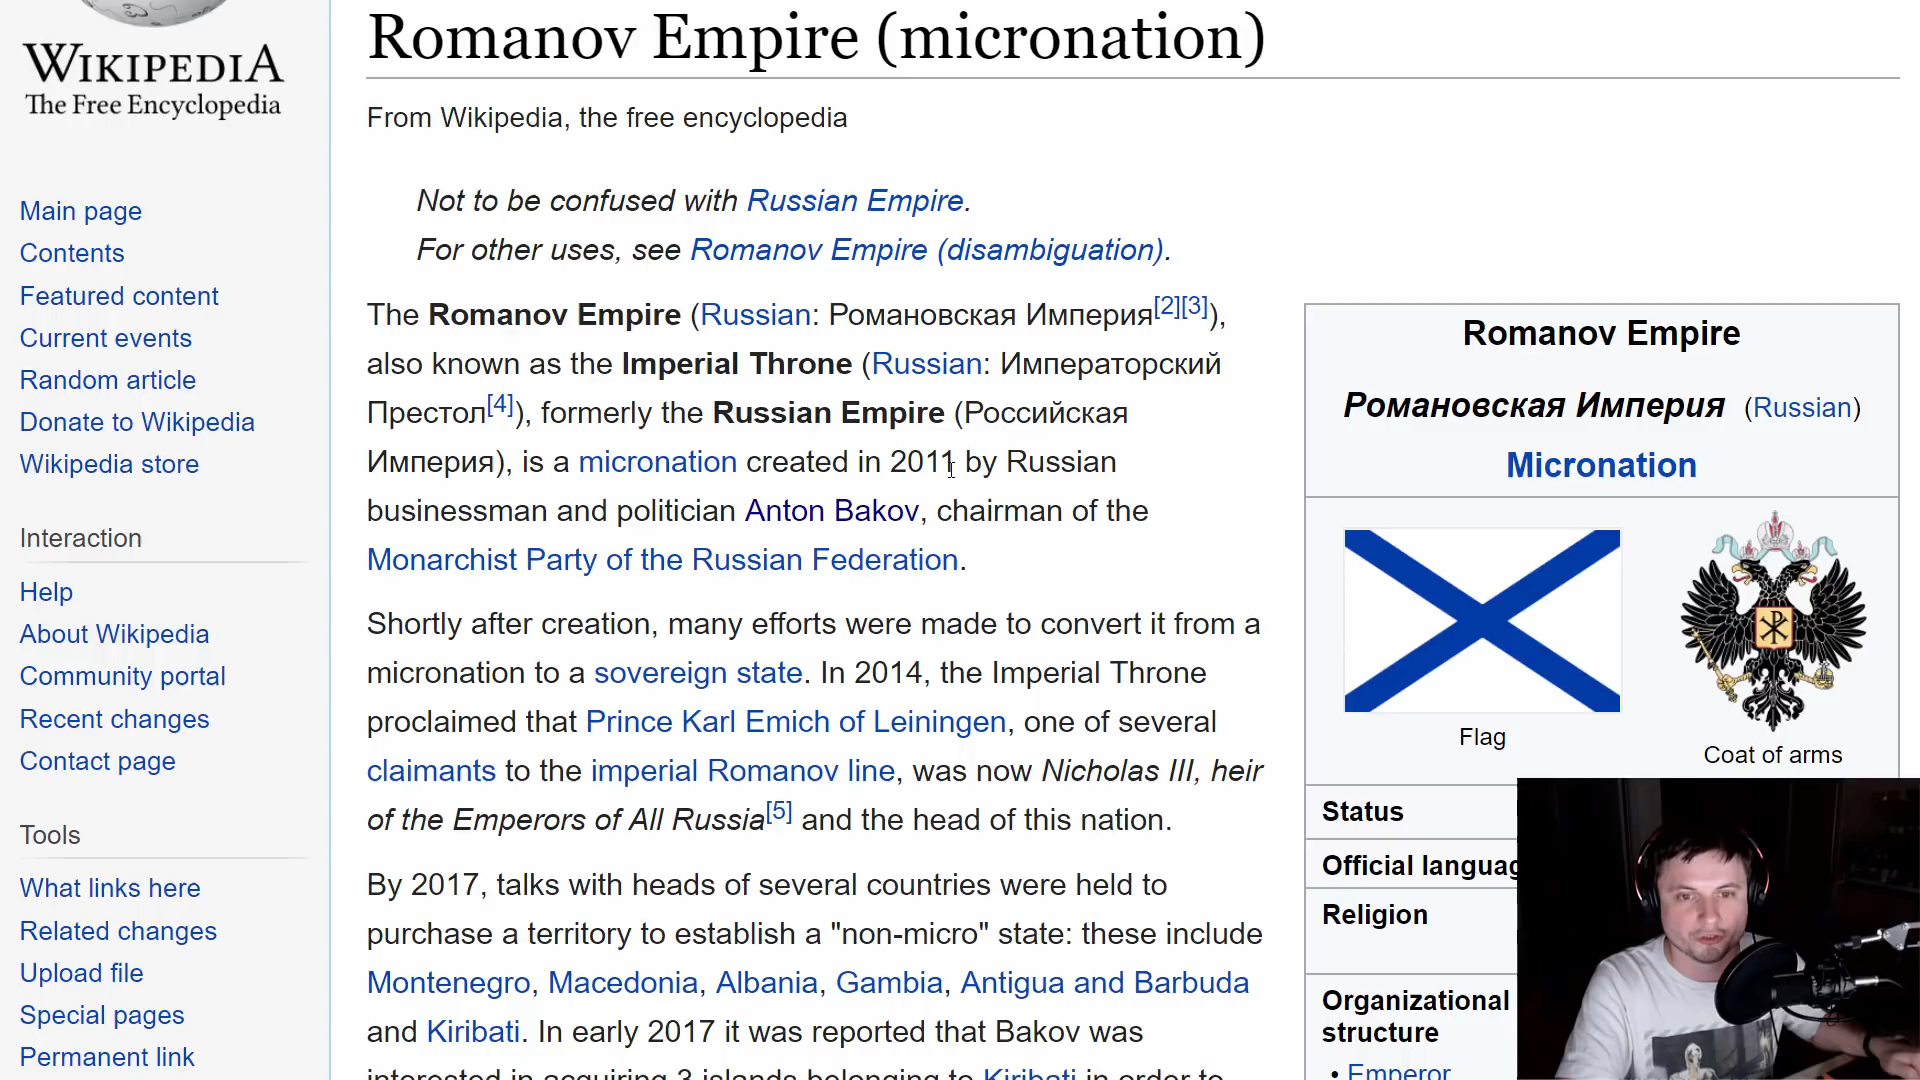 WIKIPEDIA
The Free Encyclopedia
Main page
Contents
Featured content
Current events
Random article
Donate to Wikipedia
Wikipedia store
Interaction
Help
About Wikipedia
Community portal
Recent changes
Contact page
Tools
What links here
Related changes
Upload file
Special pages
Permanent link
Romanov Empire (micronation)
From Wikipedia, the free encyclopedia
Not to be confused with Russian Empire.
For other uses, see Romanov Empire (disambiguation).
The Romanov Empire (Russian: Романовская Империя[2][3]),
also known as the Imperial Throne (Russian: Императорский
Престол[4]), formerly the Russian Empire (Российская
Империя), is a micronation created in 2011 by Russian
businessman and politician Anton Bakov, chairman of the
Monarchist Party of the Russian Federation.
Shortly after creation, many efforts were made to convert it from a
micronation to a sovereign state. In 2014, the Imperial Throne
proclaimed that Prince Karl Emich of Leiningen, one of several
claimants to the imperial Romanov line, was now Nicholas III, heir
of the Emperors of All Russia[5] and the head of this nation.
By 2017, talks with heads of several countries were held to
purchase a territory to establish a "non-micro" state: these include
Montenegro, Macedonia, Albania, Gambia, Antigua and Barbuda
and Kiribati. In early 2017 it was reported that Bakov was
interested in acquiring 3 islands belonging to Kiribati in order to
Romanov Empire
Романовская Империя (Russian)
Micronation
Flag
Coat of arms
Status
Official languag
Religion
Organizational
structure
• Emperor